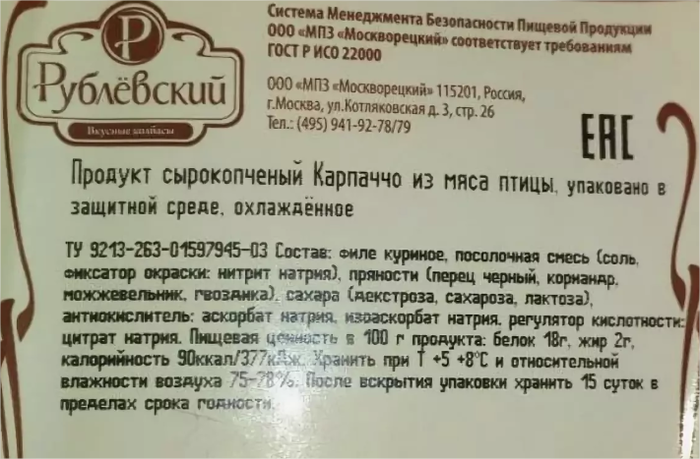 Р
Рублёвский
Вкусные колбасы
Система Менеджмента Безопасности Пищевой Продукции
ООО «МПЗ «Москворецкий» соответствует требованиям
ГОСТ Р ИСО 22000
ООО «МПЗ «Москворецкий» 115201, Россия,
г.Москва, ул.Котляковская д. 3, стр. 26
Тел.: (495) 941-92-78/79
EAC
Продукт сырокопченый Карпаччо из мяса птицы, упаковано в
защитной среде, охлаждённое
ТУ 9213-263-01597945-03 Состав: филе куриное, посолочная смесь (соль,
фиксатор окраски: нитрит натрия), пряности (перец черный, кориандр,
можжевельник, гвоздика), сахара (декстроза, сахароза, лактоза),
антиокислитель: аскорбат натрия, изоаскорбат натрия, регулятор кислотности:
цитрат натрия. Пищевая ценность в 100 г продукта: белок 18г, жир 2г,
калорийность 90ккал/377кДж. Хранить при Т +5 +8°С и относительной
влажности воздуха 75-78%. После вскрытия упаковки хранить 15 суток в
пределах срока годности.